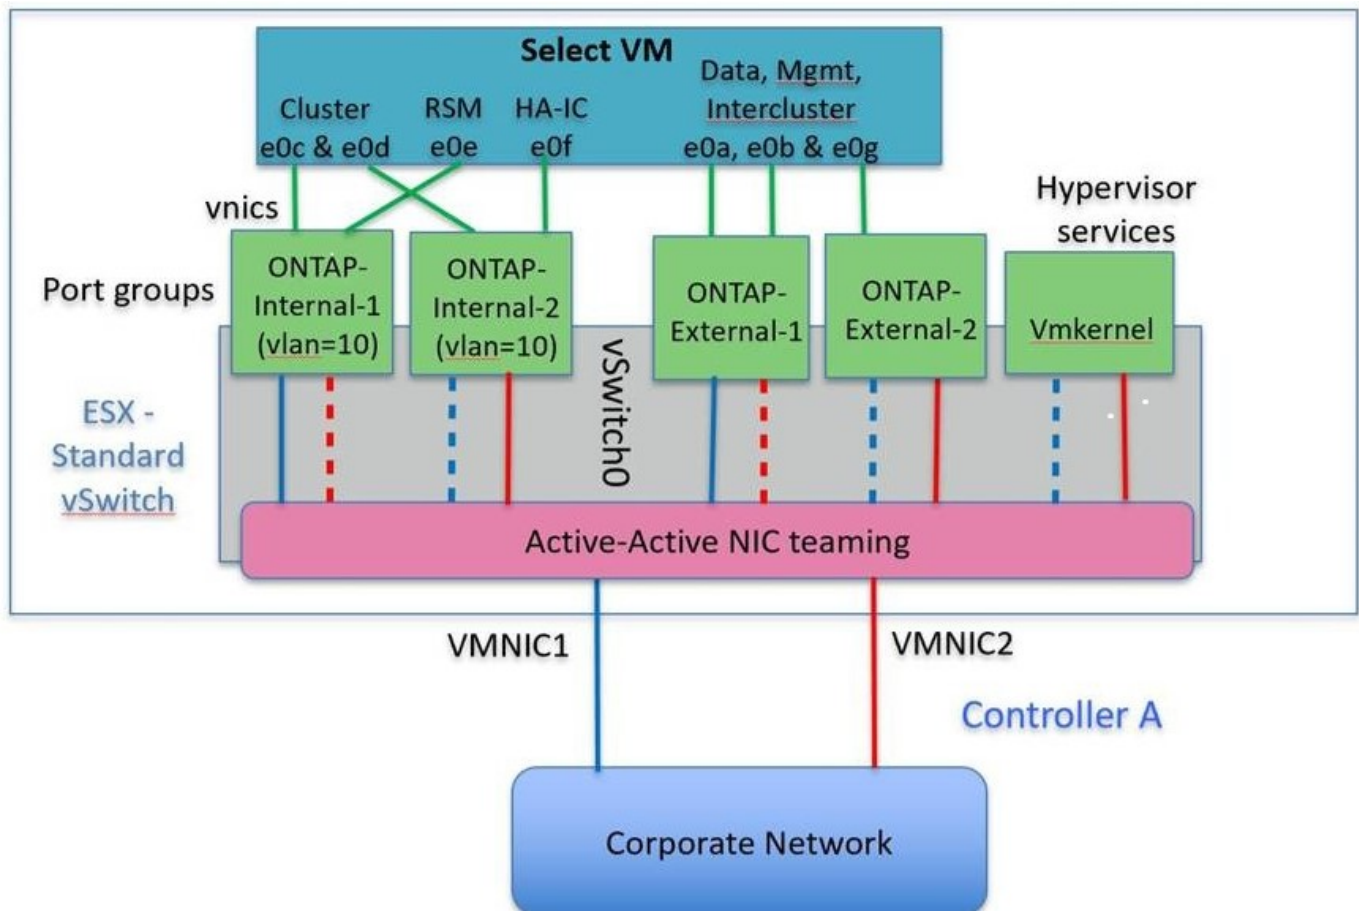 Select VM
Cluster
e0c & e0d
RSM
e0e
HA-IC
e0f
Data, Mgmt,
Intercluster
e0a, e0b & e0g
vnics
Hypervisor
services
Port groups
ONTAP-
Internal-1
(vlan=10)
ONTAP-
Internal-2
(vlan=10)
ONTAP-
External-1
ONTAP-
External-2
Vmkernel
ESX -
Standard
vSwitch
vSwitch0
Active-Active NIC teaming
VMNIC1
VMNIC2
Controller A
Corporate Network